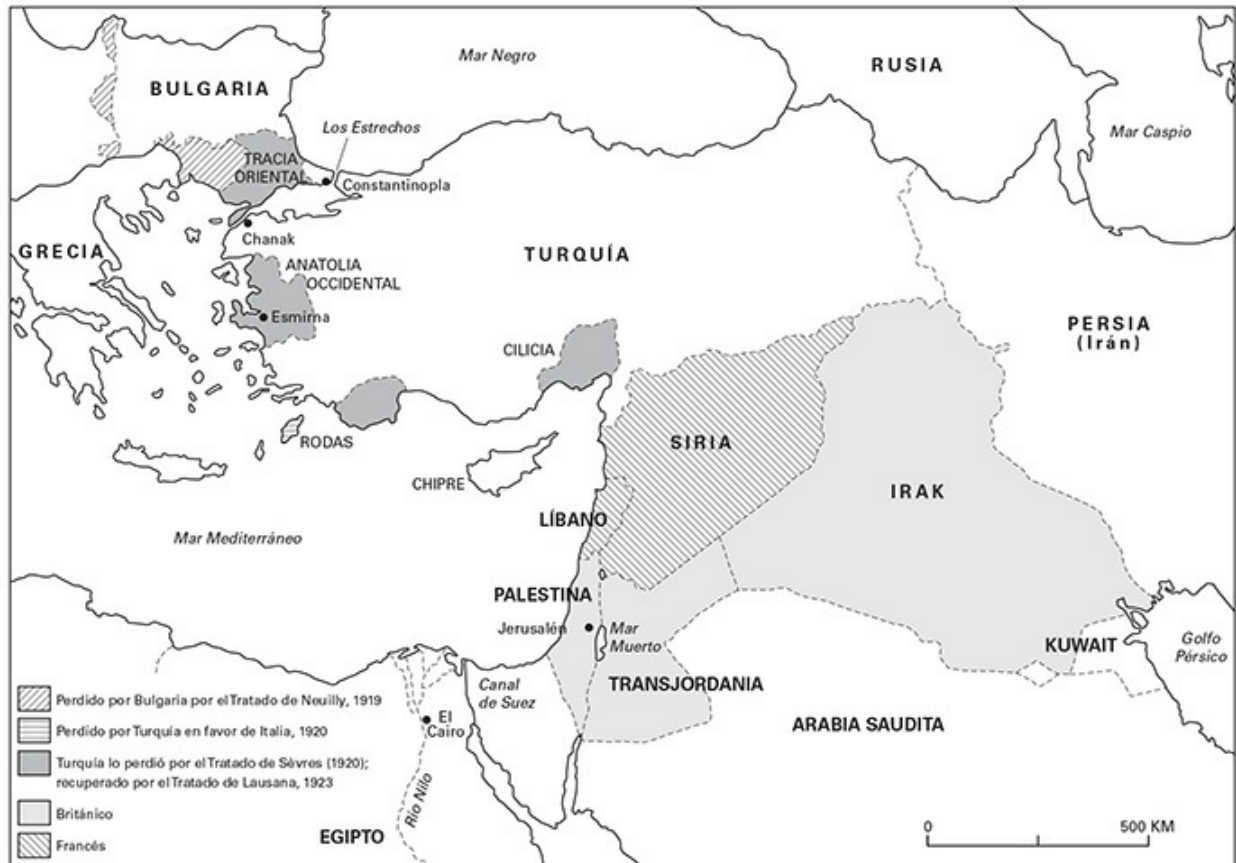 Mar Negro
RUSIA
BULGARIA
Los Estrechos
Mar Caspio
TRACIA
ORIENTAL
Constantinopla
Chanak
GRECIA
TURQUÍA
ANATOLIA
OCCIDENTAL
Esmirna
PERSIA
(Irán)
CILICIA
RODAS
SIRIA
CHIPRE
IRAK
LÍBANO
Mar Mediterráneo
PALESTINA
Jerusalén
Mar
Muerto
KUWAIT
Golfo
Pérsico
Canal
de Suez
TRANSJORDANIA
ARABIA SAUDITA
El
Cairo
Río Nilo
EGIPTO
Perdido por Bulgaria por el Tratado de Neuilly, 1919
Perdido por Turquía en favor de Italia, 1920
Turquía lo perdió por el Tratado de Sèvres (1920);
recuperado por el Tratado de Lausana, 1923
Británico
Francés
0 500 KM